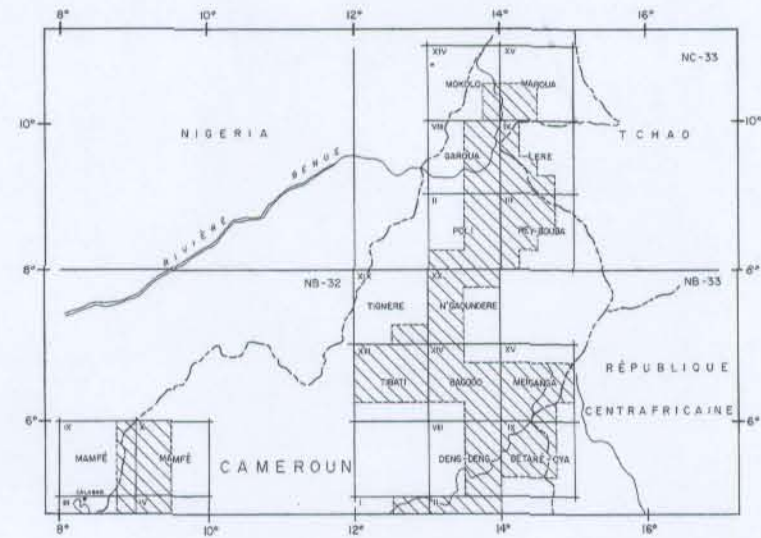 8° 10° 12° 14° 16°
XIV XV NC-33
MOKOLO MAROUA
10° 10°
NIGERIA VIII IX TCHAD
GAROUA LERE
RIVIÈRE BENUE
II III
POLI REY-BOUBA
8° XIX XX 8°
NB-32 NB-33
TIGNERE N'GAOUNDERE
XIV XV
TIBATI BAGODO MEIGANGA
RÉPUBLIQUE
CENTRAFRICAINE
6° 6°
IX X VIII IX
MAMFÉ MAMFÉ CAMEROUN DENG-DENG BÉTARÉ-OYA
CALABAR
III IV I II
8° 10° 12° 14° 16°